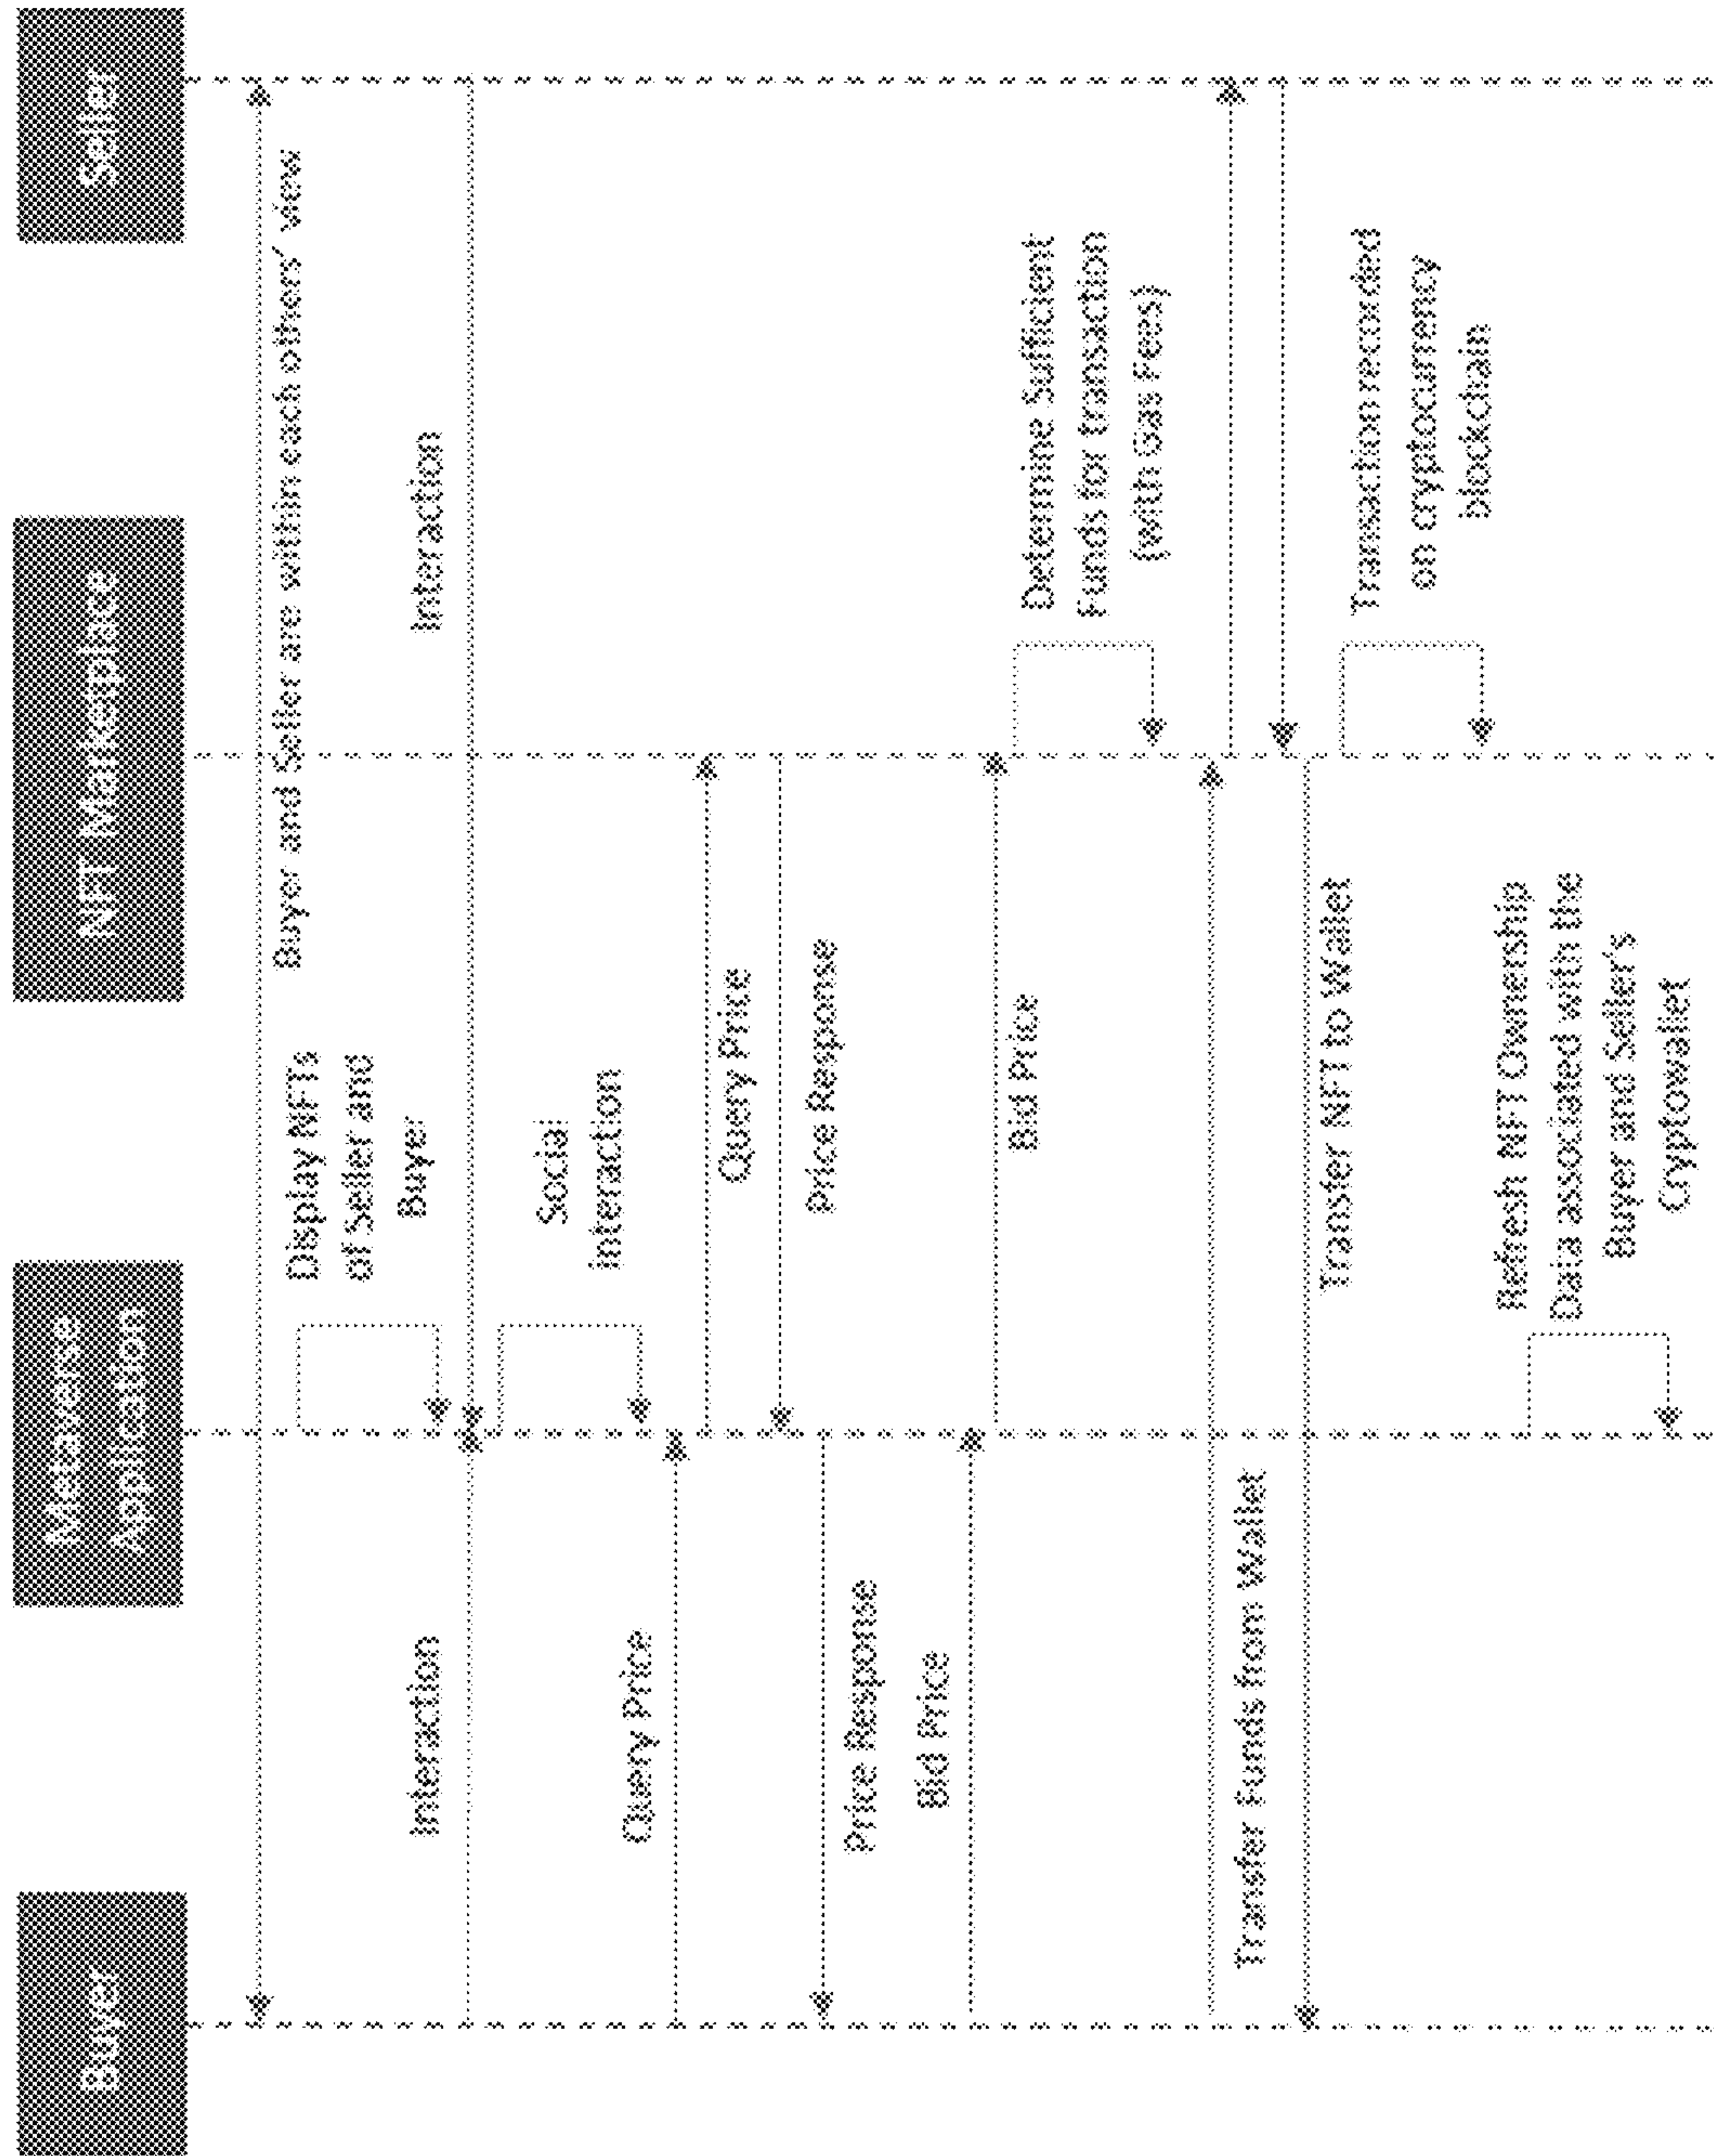 Buyer
Metaverse
Application
NFT Marketplace
Seller
Buyer and Seller are within each others' view
Display NFTs
of Seller and
Buyer
Interaction
Interaction
Social
Interaction
Query Price
Query Price
Price Response
Price Response
Bid Price
Bid Price
Determine Sufficient
Funds for transaction
(with Gas Fees)
Transfer Funds from Wallet
Transfer NFT to Wallet
Transaction recorded
on cryptocurrency
blockchain
Refresh NFT Ownership
Data associated with the
Buyer and Seller's
Cryptowallet